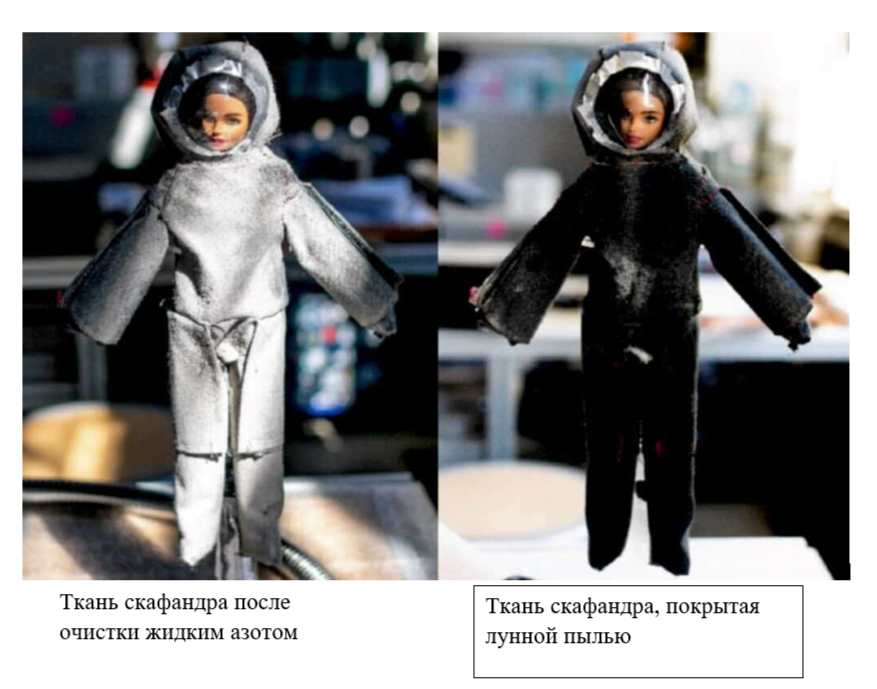 Ткань скафандра после
очистки жидким азотом
Ткань скафандра, покрытая
лунной пылью